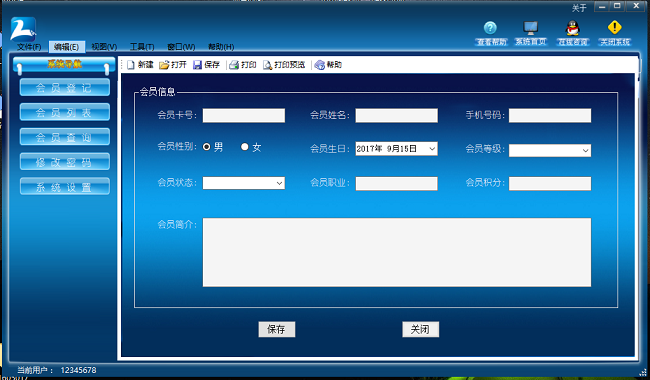 关于
查看帮助 系统首页 在线咨询 关闭系统
文件(F) 编辑(E) 视图(V) 工具(T) 窗口(W) 帮助(H)
系统导航
新建 打开 保存 打印 打印预览 帮助
会员登记
会员列表
会员查询
修改密码
系统设置
会员信息
会员卡号: 会员姓名: 手机号码:
会员性别: 男 女 会员生日: 2017年 9月15日 会员等级:
会员状态: 会员职业: 会员积分:
会员简介:
保存 关闭
当前用户: 12345678